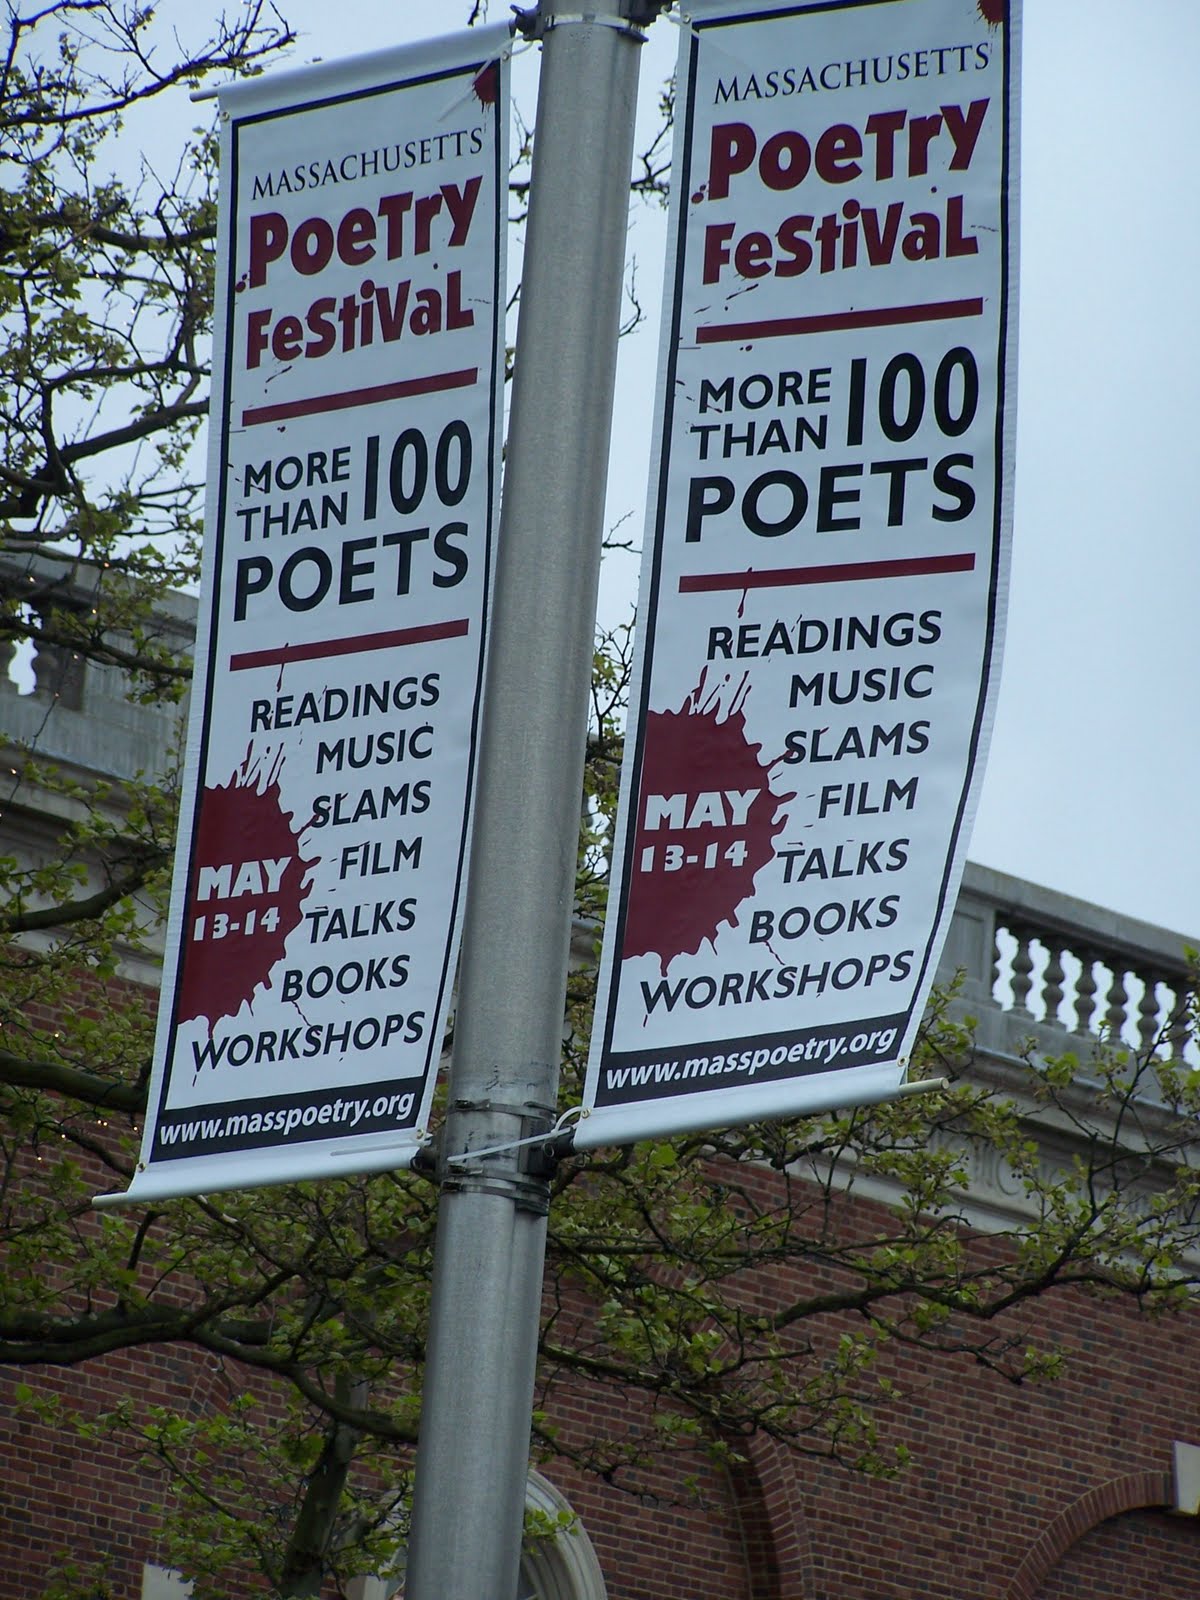 MASSACHUSETTS
PoeTry
FeStiVaL
MORE
THAN 100
POETS
READINGS
MUSIC
SLAMS
FILM
MAY
13-14
TALKS
BOOKS
WORKSHOPS
www.masspoetry.org
MASSACHUSETTS
PoeTry
FeStiVaL
MORE
THAN 100
POETS
READINGS
MUSIC
SLAMS
FILM
MAY
13-14
TALKS
BOOKS
WORKSHOPS
www.masspoetry.org